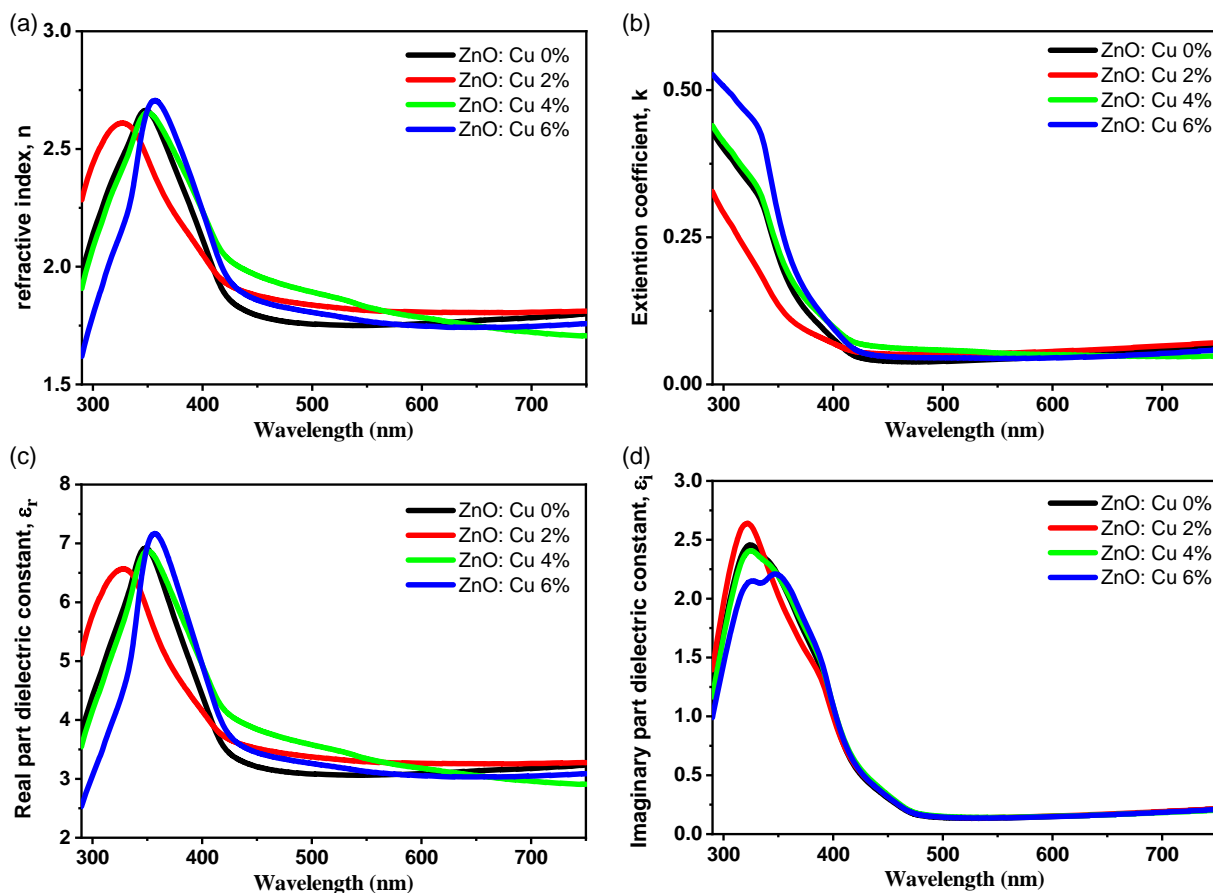 (a)
3.0
2.5
2.0
1.5
refractive index, n
ZnO: Cu 0%
ZnO: Cu 2%
ZnO: Cu 4%
ZnO: Cu 6%
300 400 500 600 700
Wavelength (nm)
(b)
0.50
0.25
0.00
Extiention coefficient, k
ZnO: Cu 0%
ZnO: Cu 2%
ZnO: Cu 4%
ZnO: Cu 6%
300 400 500 600 700
Wavelength (nm)
(c)
8
7
6
5
4
3
2
Real part dielectric constant, εr
ZnO: Cu 0%
ZnO: Cu 2%
ZnO: Cu 4%
ZnO: Cu 6%
300 400 500 600 700
Wavelength (nm)
(d)
3.0
2.5
2.0
1.5
1.0
0.5
0.0
Imaginary part dielectric constant, εi
ZnO: Cu 0%
ZnO: Cu 2%
ZnO: Cu 4%
ZnO: Cu 6%
300 400 500 600 700
Wavelength (nm)